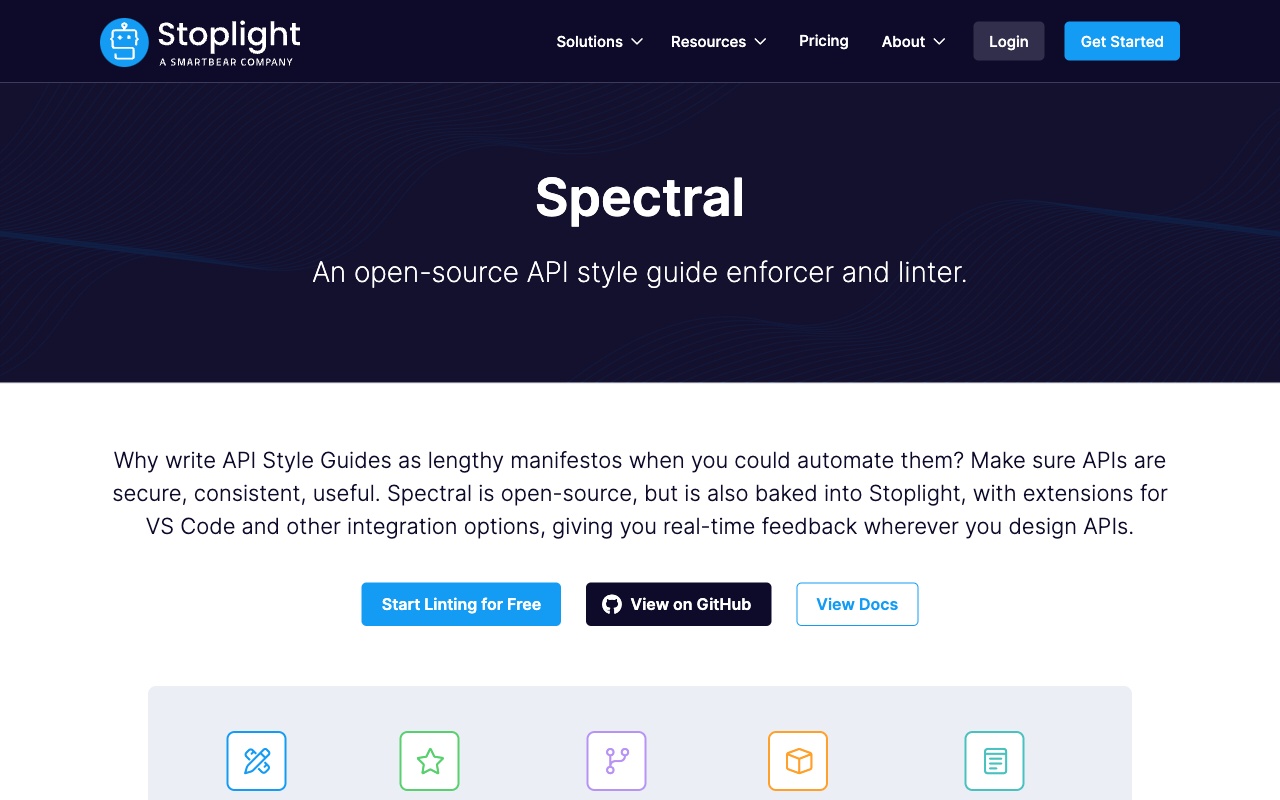 Stoplight
A SMARTBEAR COMPANY
Solutions
Resources
Pricing
About
Login
Get Started
Spectral
An open-source API style guide enforcer and linter.
Why write API Style Guides as lengthy manifestos when you could automate them? Make sure APIs are
secure, consistent, useful. Spectral is open-source, but is also baked into Stoplight, with extensions for
VS Code and other integration options, giving you real-time feedback wherever you design APIs.
Start Linting for Free
View on GitHub
View Docs